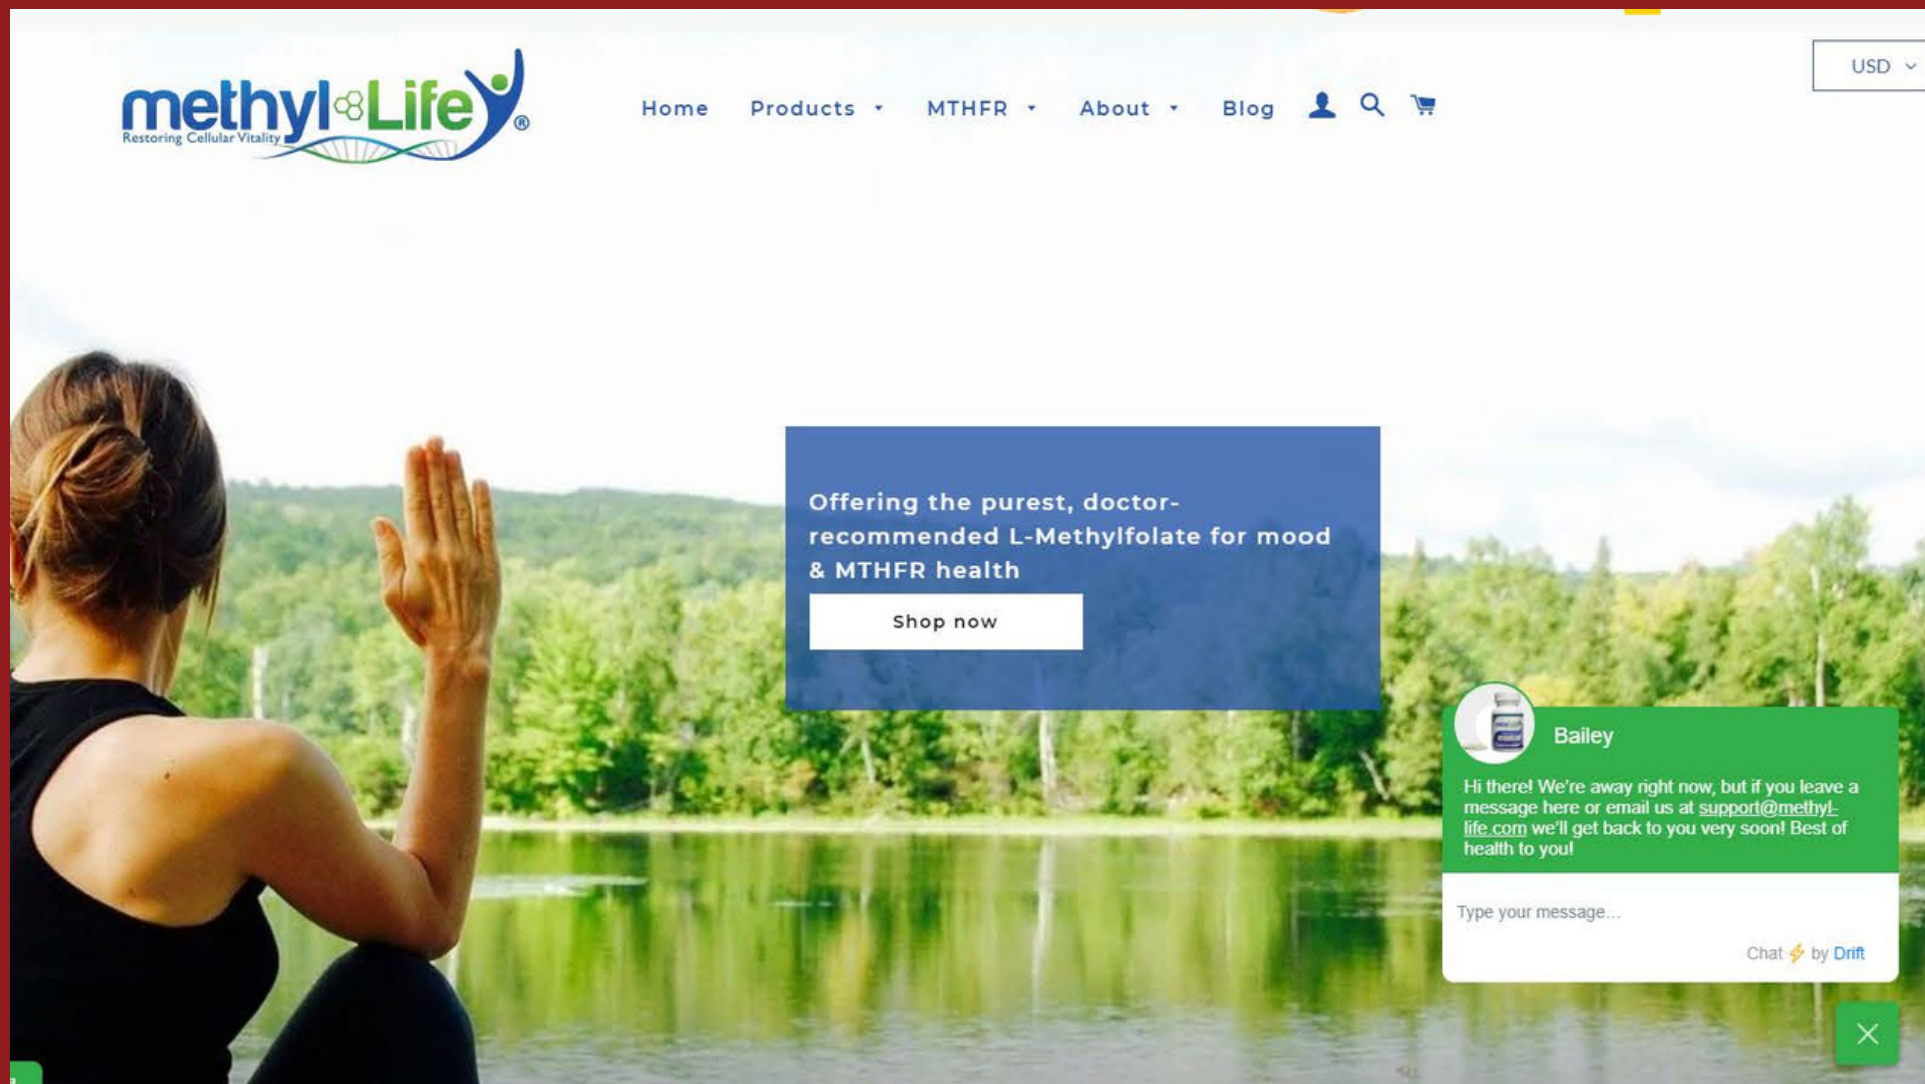 USD
methyl Life®
Restoring Cellular Vitality
Home Products MTHFR About Blog
Offering the purest, doctor-
recommended L-Methylfolate for mood
& MTHFR health
Shop now
Bailey
Hi there! We're away right now, but if you leave a
message here or email us at support@methyl-
life.com we'll get back to you very soon! Best of
health to you!
Type your message...
Chat ⚡ by Drift